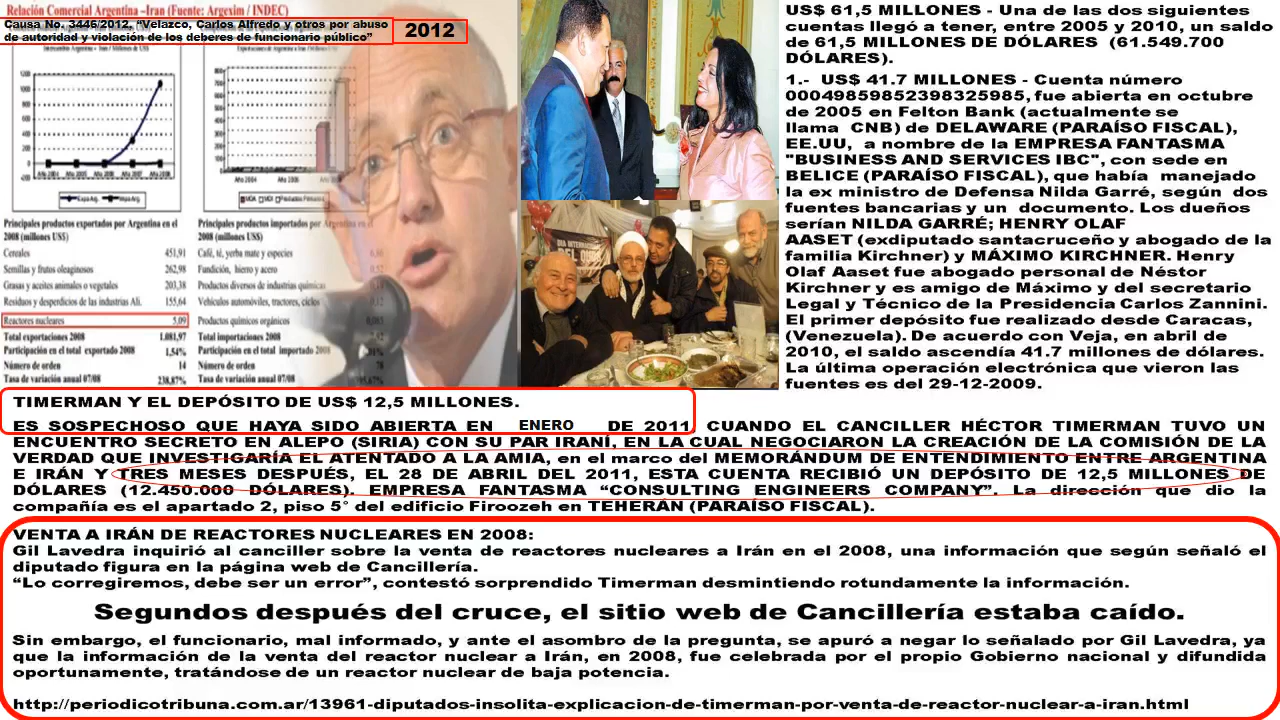 Relación Comercial Argentina –Iran (Fuente: Argexim / INDEC)
Causa No. 3446/2012, “Velazco, Carlos Alfredo y otros por abuso
de autoridad y violación de los deberes de funcionario público”
2012
Principales productos exportados por Argentina en el
2008 (millones US$)
Cereales 451,91
Semillas y frutos oleaginosos 262,98
Grasas y aceites animales o vegetales 203,38
Residuos y desperdicios de las industrias Ali. 155,64
Reactores nucleares 5,09
Total exportaciones 2008 1.081,97
Participación en el total exportado 2008 1,54%
Número de orden 14
Tasa de variación anual 07/08 238,87%
Principales productos importados por Argentina
2008 (millones US$)
Café, té, yerba mate y especies
Fundición, hierro y acero
Productos diversos de industrias químicas
Vehículos automóviles, tractores, ciclos
Productos químicos orgánicos
Total importaciones 2008
Participación en el total importado 2008
Número de orden
Tasa de variación anual 07/08
US$ 61,5 MILLONES - Una de las dos siguientes
cuentas llegó a tener, entre 2005 y 2010, un saldo
de 61,5 MILLONES DE DÓLARES (61.549.700
DÓLARES).
1.- US$ 41.7 MILLONES - Cuenta número
00049859852398325985, fue abierta en octubre
de 2005 en Felton Bank (actualmente se
llama CNB) de DELAWARE (PARAÍSO FISCAL),
EE.UU, a nombre de la EMPRESA FANTASMA
"BUSINESS AND SERVICES IBC", con sede en
BELICE (PARAÍSO FISCAL), que había manejado
la ex ministro de Defensa Nilda Garré, según dos
fuentes bancarias y un documento. Los dueños
serían NILDA GARRÉ; HENRY OLAF
AASET (exdiputado santacruceño y abogado de la
familia Kirchner) y MÁXIMO KIRCHNER. Henry
Olaf Aaset fue abogado personal de Néstor
Kirchner y es amigo de Máximo y del secretario
Legal y Técnico de la Presidencia Carlos Zannini.
El primer depósito fue realizado desde Caracas,
(Venezuela). De acuerdo con Veja, en abril de
2010, el saldo ascendía 41.7 millones de dólares.
La última operación electrónica que vieron las
fuentes es del 29-12-2009.
TIMERMAN Y EL DEPÓSITO DE US$ 12,5 MILLONES.
ES SOSPECHOSO QUE HAYA SIDO ABIERTA EN ENERO DE 2011 CUANDO EL CANCILLER HÉCTOR TIMERMAN TUVO UN
ENCUENTRO SECRETO EN ALEPO (SIRIA) CON SU PAR IRANÍ, EN LA CUAL NEGOCIARON LA CREACIÓN DE LA COMISIÓN DE LA
VERDAD QUE INVESTIGARÍA EL ATENTADO A LA AMIA, en el marco del MEMORÁNDUM DE ENTENDIMIENTO ENTRE ARGENTINA
E IRÁN Y TRES MESES DESPUÉS, EL 28 DE ABRIL DEL 2011, ESTA CUENTA RECIBIÓ UN DEPÓSITO DE 12,5 MILLONES DE
DÓLARES (12.450.000 DÓLARES). EMPRESA FANTASMA “CONSULTING ENGINEERS COMPANY”. La dirección que dio la
compañía es el apartado 2, piso 5° del edificio Firoozeh en TEHERÁN (PARAÍSO FISCAL).
VENTA A IRÁN DE REACTORES NUCLEARES EN 2008:
Gil Lavedra inquirió al canciller sobre la venta de reactores nucleares a Irán en el 2008, una información que según señaló el
diputado figura en la página web de Cancillería.
“Lo corregiremos, debe ser un error”, contestó sorprendido Timerman desmintiendo rotundamente la información.
Segundos después del cruce, el sitio web de Cancillería estaba caído.
Sin embargo, el funcionario, mal informado, y ante el asombro de la pregunta, se apuró a negar lo señalado por Gil Lavedra, ya
que la información de la venta del reactor nuclear a Irán, en 2008, fue celebrada por el propio Gobierno nacional y difundida
oportunamente, tratándose de un reactor nuclear de baja potencia.
http://periodicotribuna.com.ar/13961-diputados-insolita-explicacion-de-timerman-por-venta-de-reactor-nuclear-a-iran.html